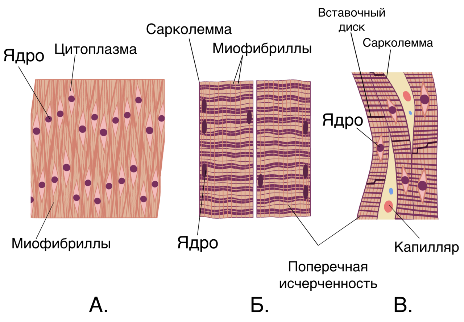 Вставочный
диск
Сарколемма
Миофибриллы
Сарколемма
Цитоплазма
Ядро
Ядро
Миофибриллы
Ядро
Капилляр
Поперечная
исчерченность
А.
Б.
В.